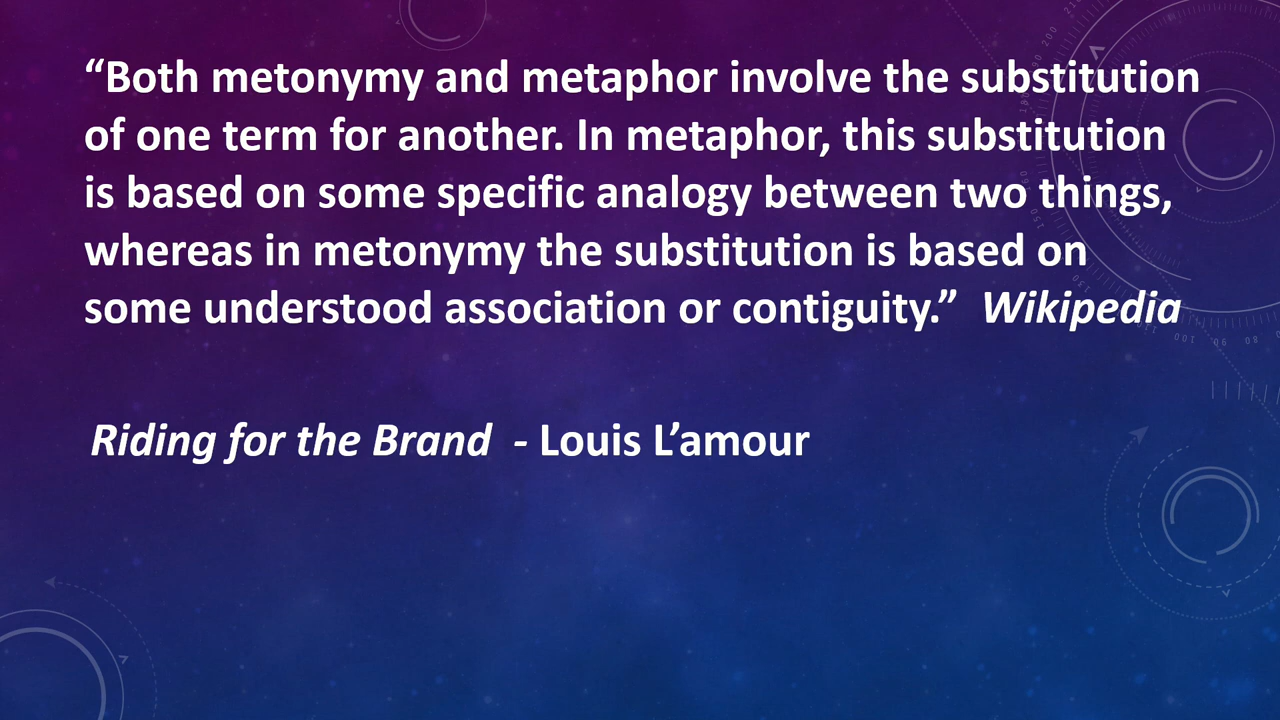 “Both metonymy and metaphor involve the substitution
of one term for another. In metaphor, this substitution
is based on some specific analogy between two things,
whereas in metonymy the substitution is based on
some understood association or contiguity.” Wikipedia
Riding for the Brand - Louis L’amour